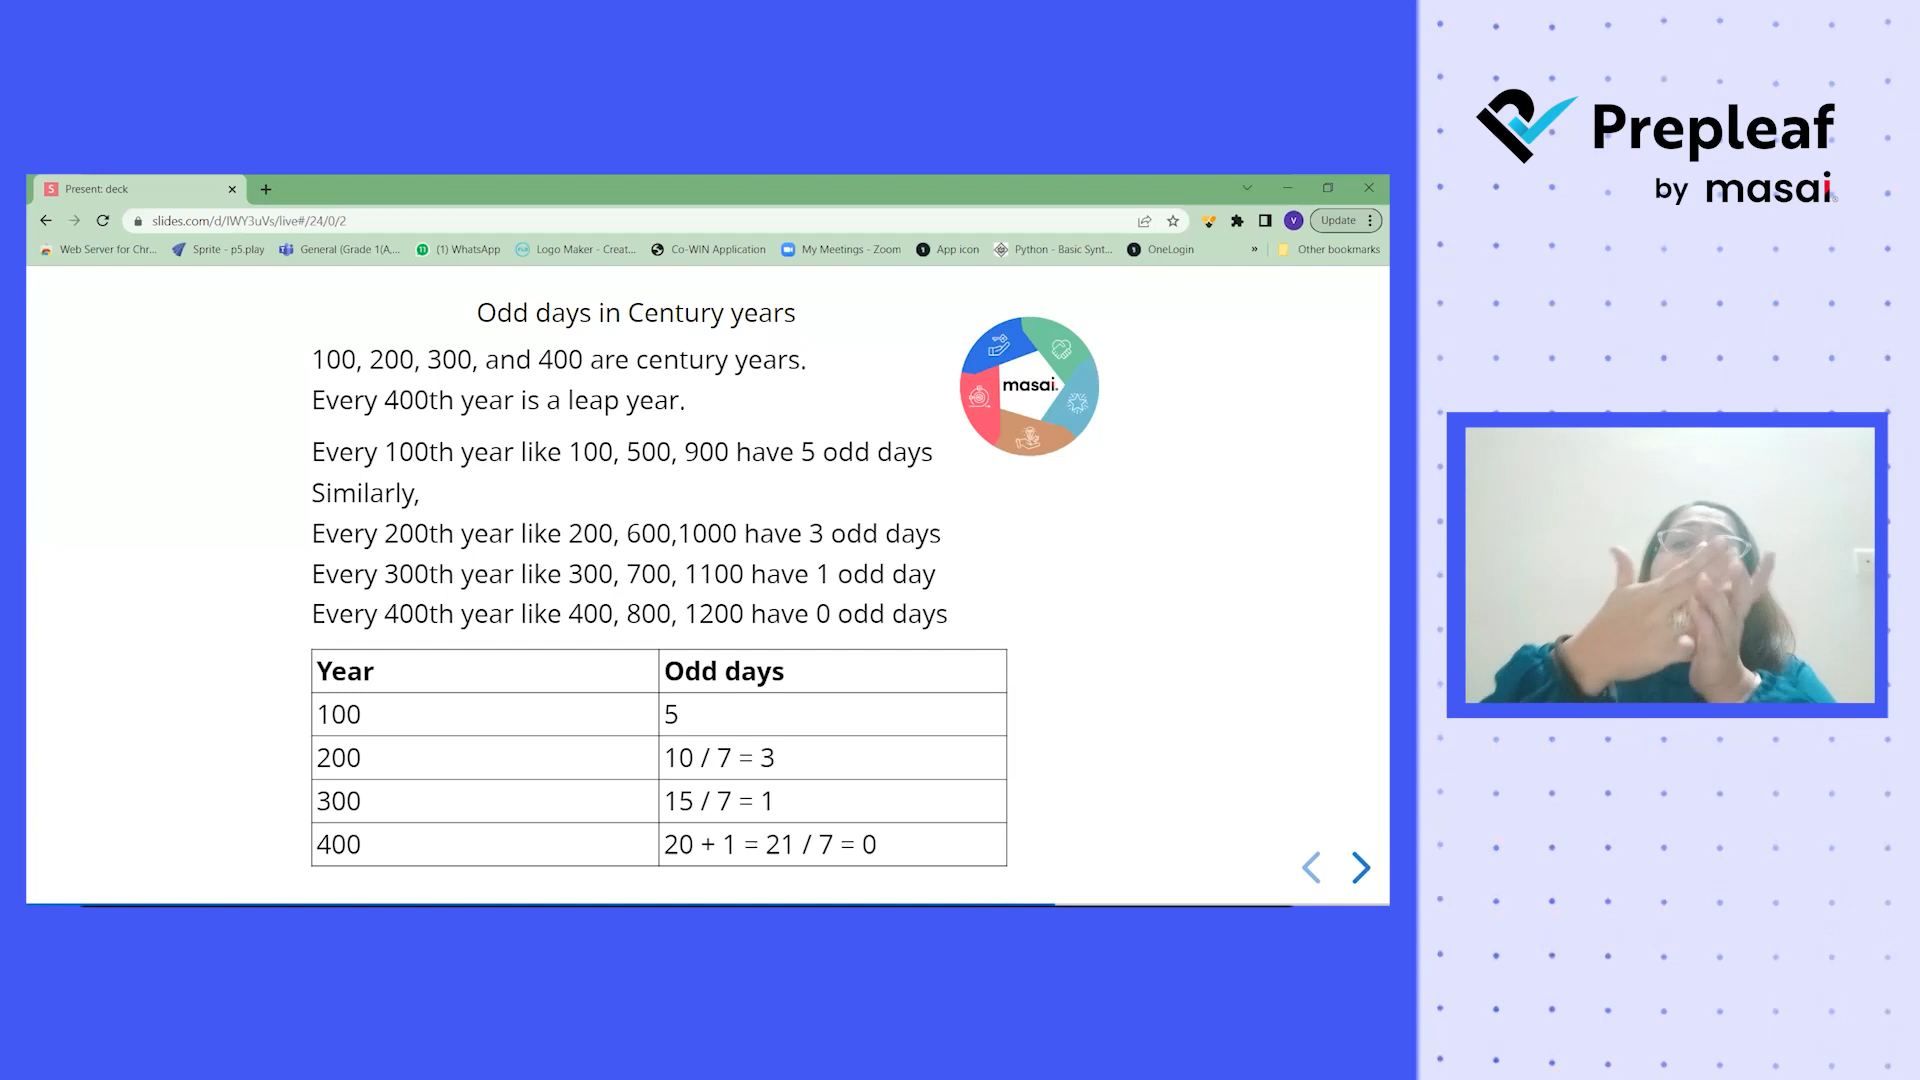 Present: deck
slides.com/d/IWY3uVs/live#/24/0/2
V
Update
Web Server for Chr...
Sprite - p5.play
General (Grade 1(A,...
(1) WhatsApp
Logo Maker - Creat...
Co-WIN Application
My Meetings - Zoom
App icon
Python - Basic Synt...
OneLogin
»
Other bookmarks
Odd days in Century years
100, 200, 300, and 400 are century years.
Every 400th year is a leap year.
masai.
Every 100th year like 100, 500, 900 have 5 odd days
Similarly,
Every 200th year like 200, 600,1000 have 3 odd days
Every 300th year like 300, 700, 1100 have 1 odd day
Every 400th year like 400, 800, 1200 have 0 odd days
Year Odd days
100 5
200 10 / 7 = 3
300 15 / 7 = 1
400 20 + 1 = 21 / 7 = 0
Prepleaf
by masai.